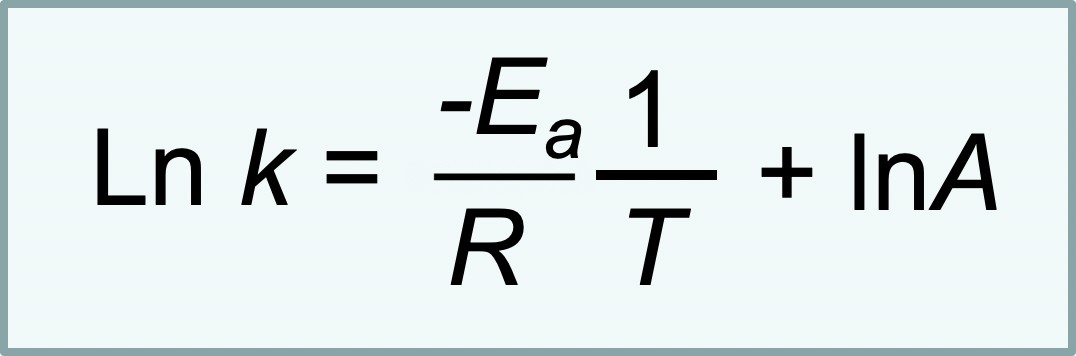 Ln k = -Ea/R 1/T + lnA